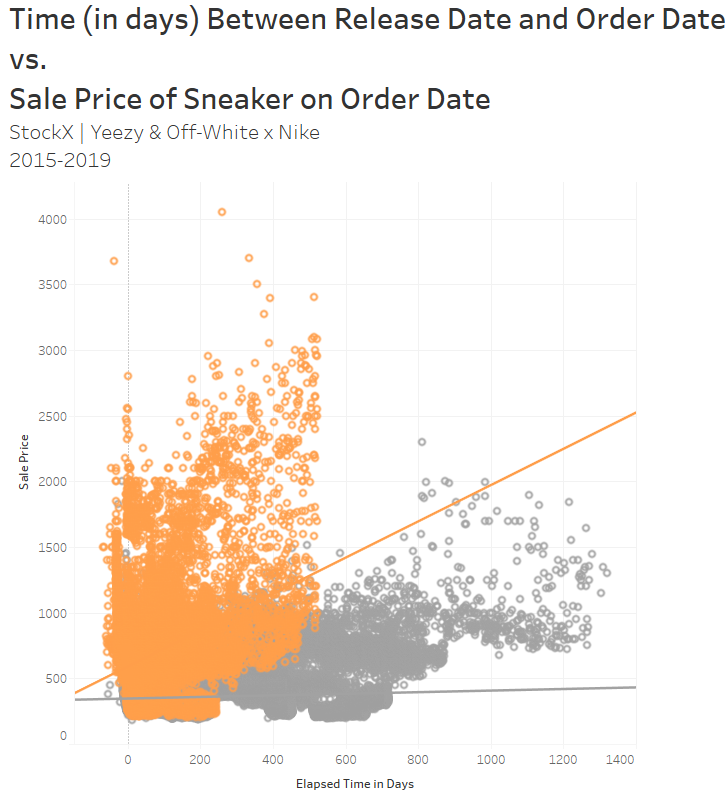 Time (in days) Between Release Date and Order Date
vs.
Sale Price of Sneaker on Order Date
StockX | Yeezy & Off-White x Nike
2015-2019
4000
3500
3000
2500
2000
1500
1000
500
0
Sale Price
0 200 400 600 800 1000 1200 1400
Elapsed Time in Days